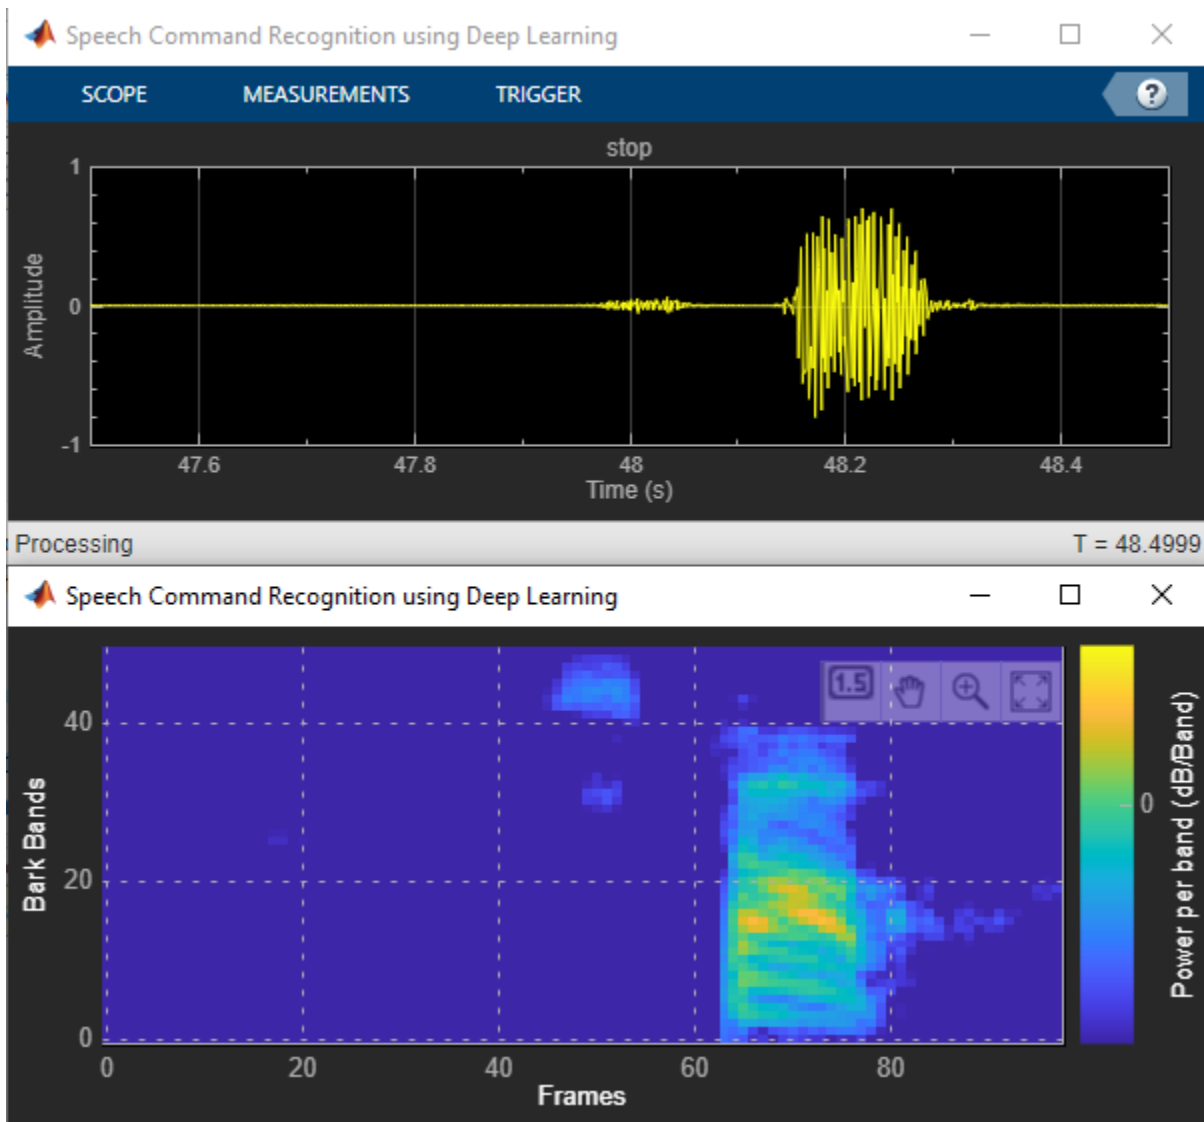 Speech Command Recognition using Deep Learning
SCOPE MEASUREMENTS TRIGGER ?
stop
1
0
-1
Amplitude
47.6 47.8 48 48.2 48.4
Time (s)
Processing T = 48.4999
Speech Command Recognition using Deep Learning
1.5
40
20
0
Bark Bands
0 20 40 60 80
Frames
0
Power per band (dB/Band)